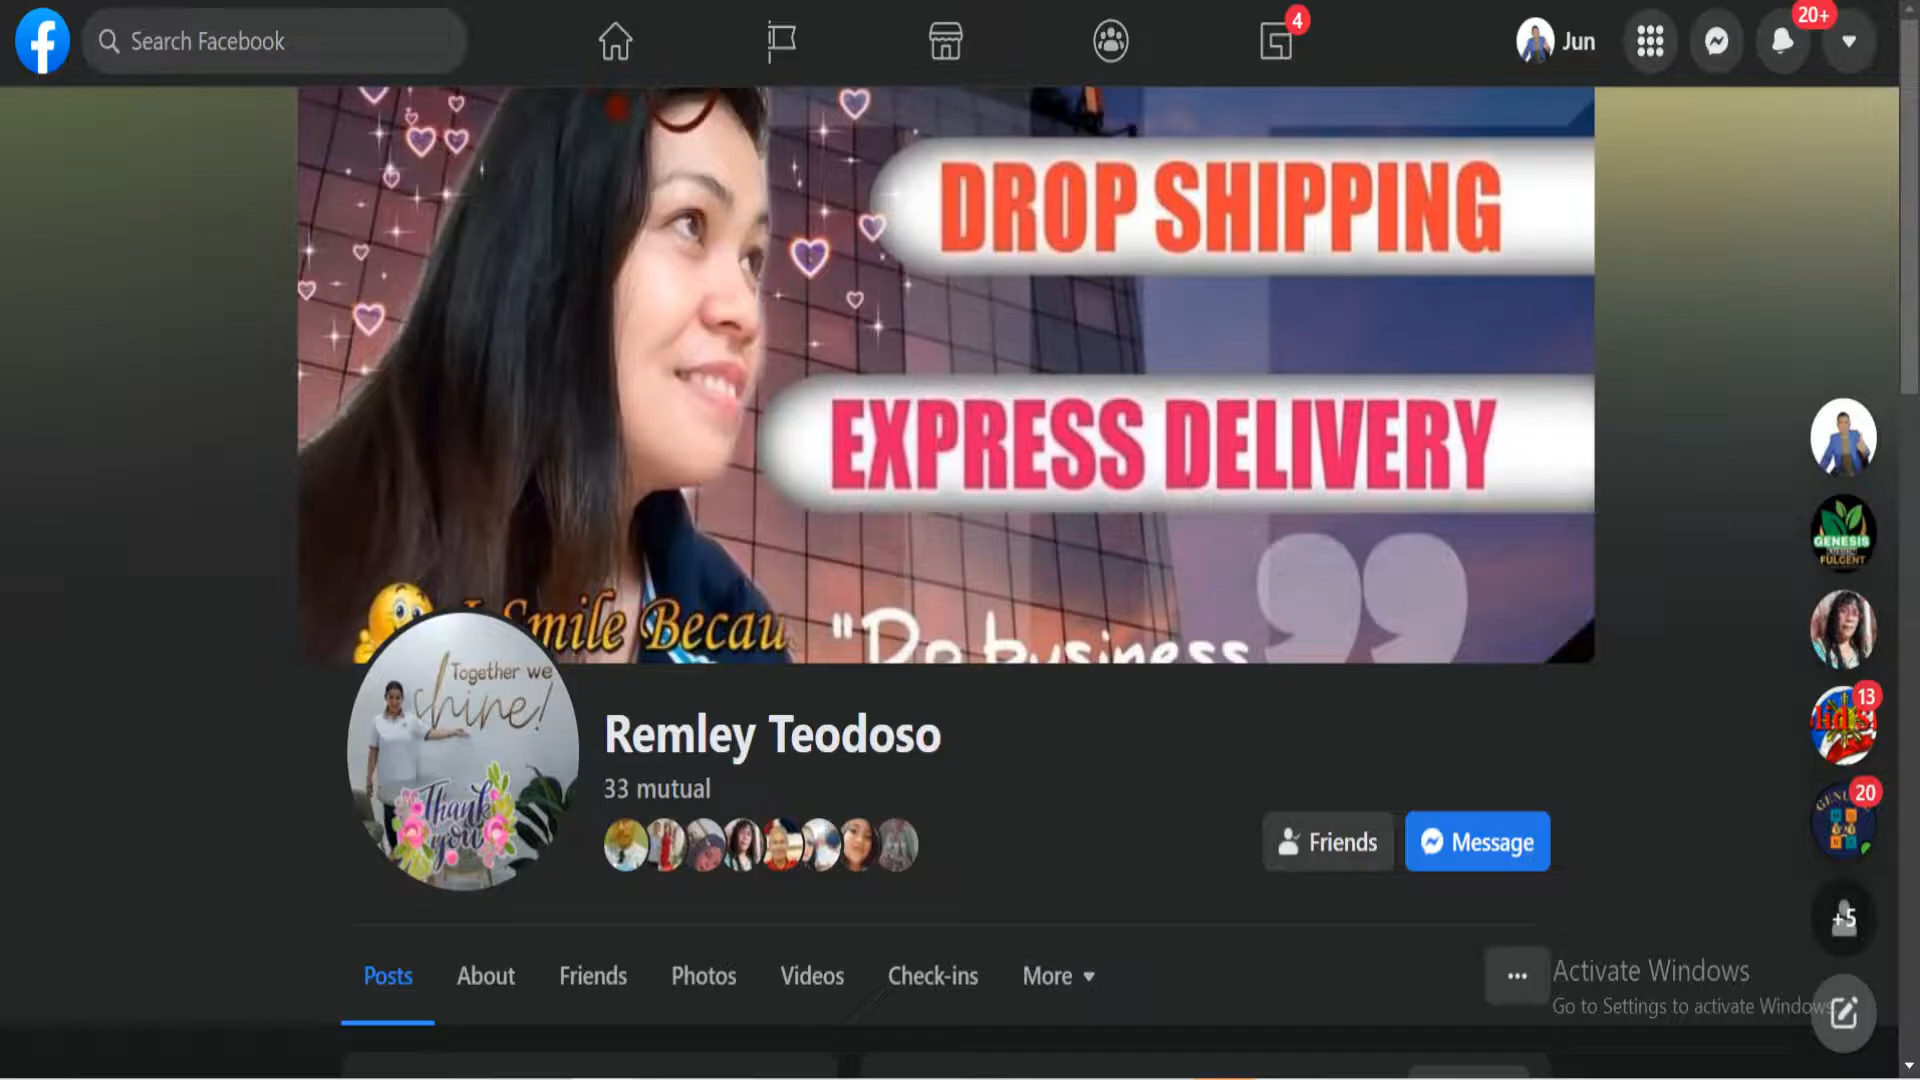 Search Facebook
4
Jun
20+
DROP SHIPPING
EXPRESS DELIVERY
I Smile Becau
"Do business
Together we
shine!
Thank
you
Remley Teodoso
33 mutual
Friends
Message
Posts
About
Friends
Photos
Videos
Check-ins
More
GENESIS
FULGENT
13
20
+5
Activate Windows
Go to Settings to activate Windows